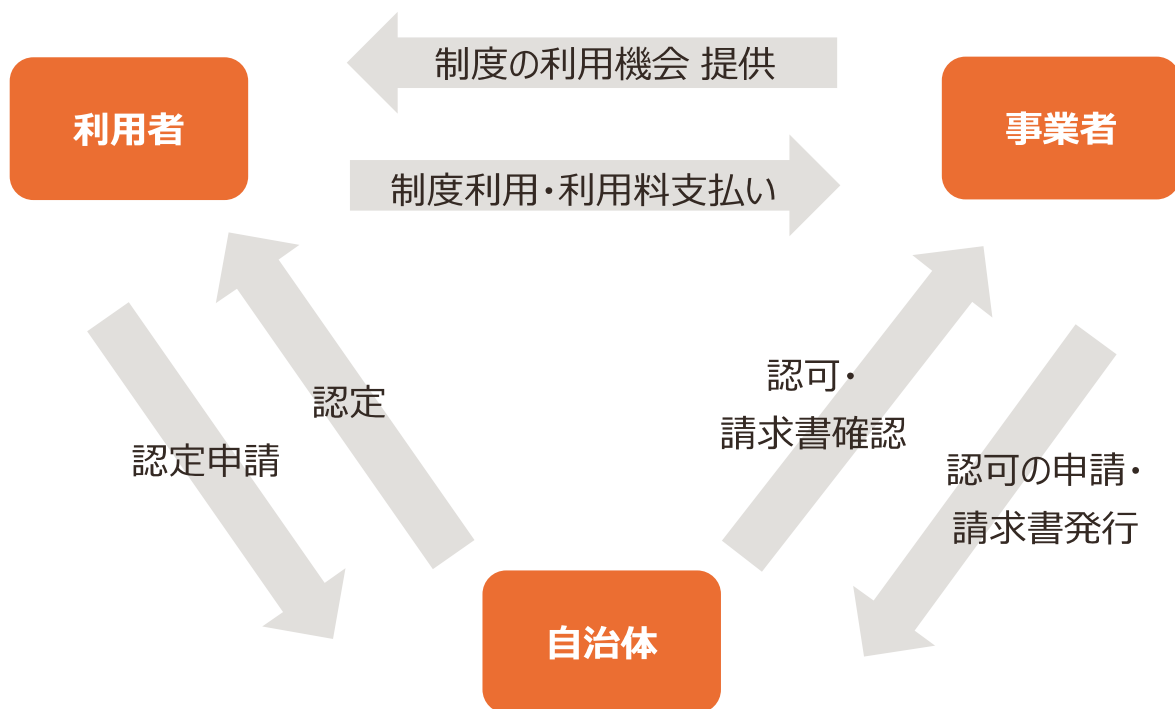 制度の利用機会 提供
利用者
事業者
制度利用・利用料支払い
認定
認可・
請求書確認
認定申請
認可の申請・
請求書発行
自治体